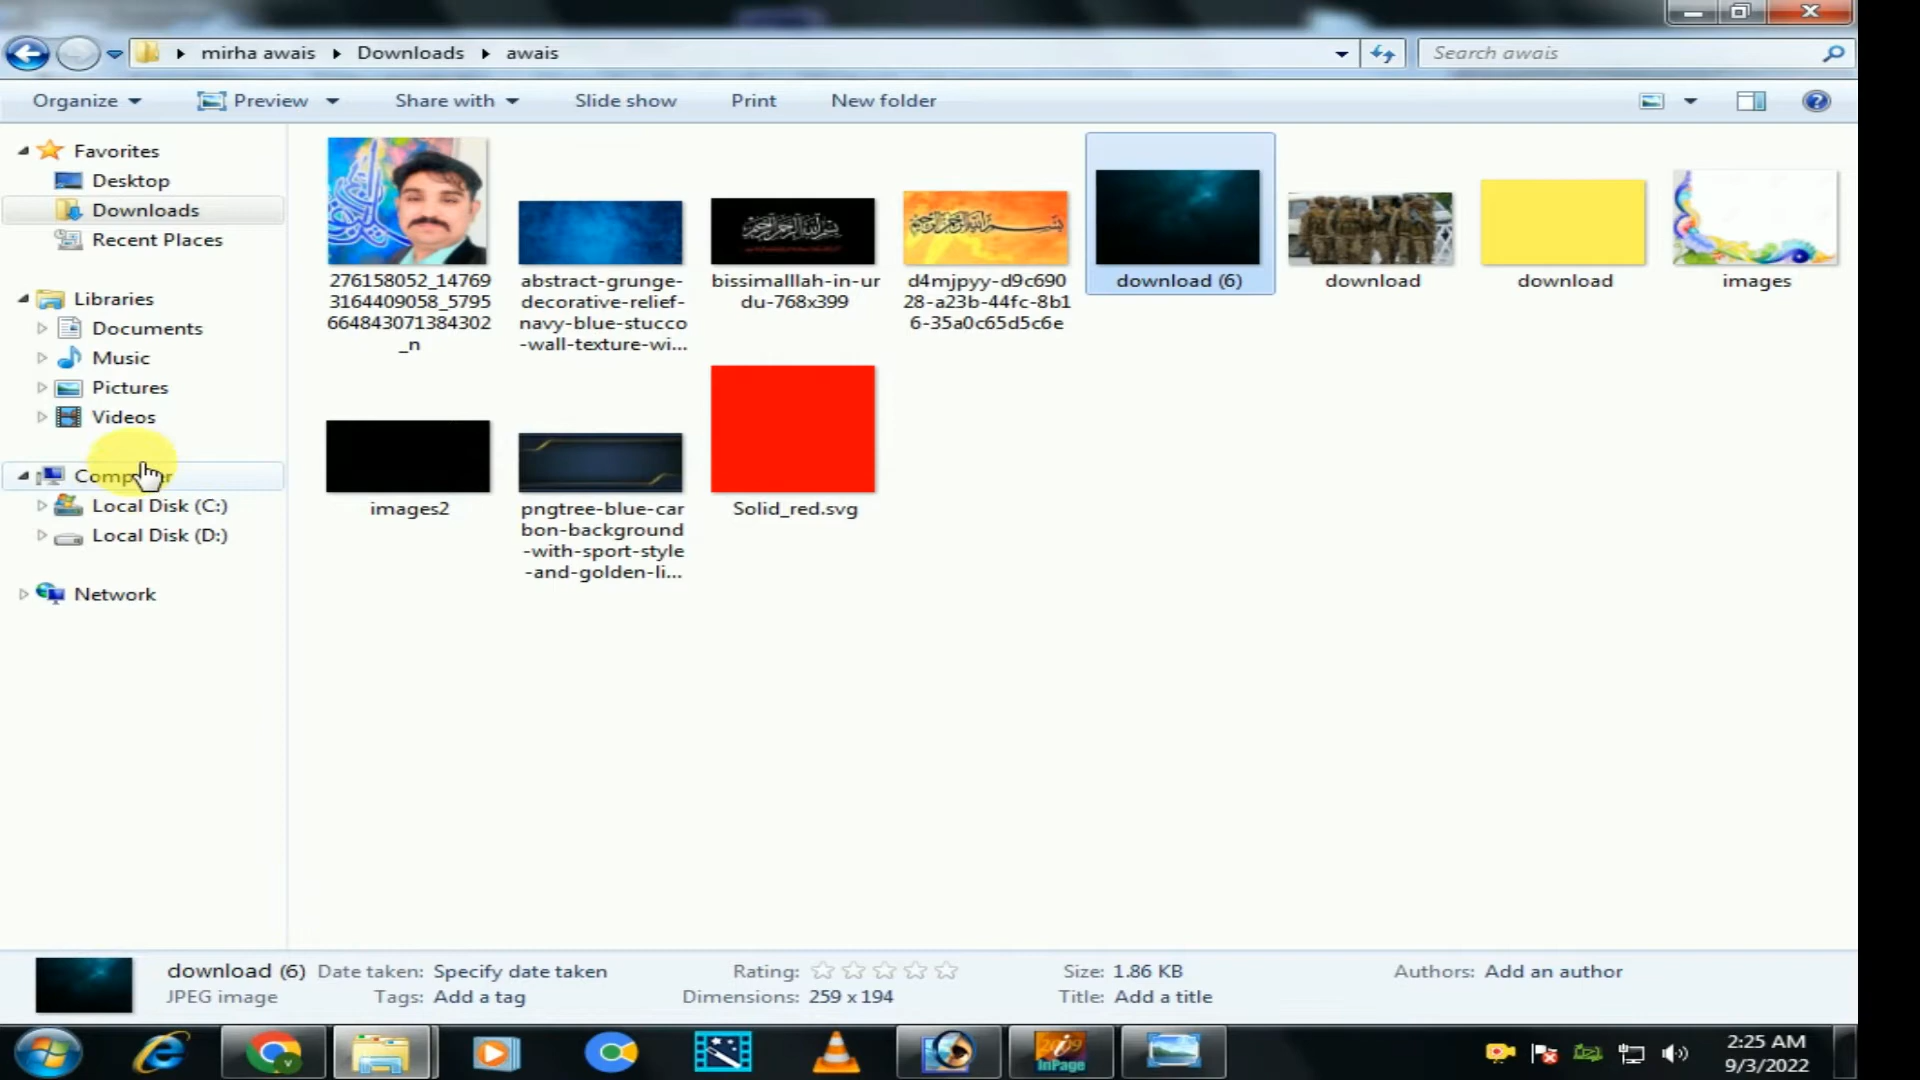 mirha awais Downloads awais
Search awais
Organize Preview Share with Slide show Print New folder
Favorites
Desktop
Downloads
Recent Places
Libraries
Documents
Music
Pictures
Videos
Computer
Local Disk (C:)
Local Disk (D:)
Network
276158052_14769
3164409058_5795
664843071384302
_n
abstract-grunge-
decorative-relief-
navy-blue-stucco
-wall-texture-wi...
bissimalllah-in-ur
du-768x399
d4mjpyy-d9c690
28-a23b-44fc-8b1
6-35a0c65d5c6e
download (6)
download
download
images
images2
pngtree-blue-car
bon-background
-with-sport-style
-and-golden-li...
Solid_red.svg
download (6) Date taken: Specify date taken Rating: Size: 1.86 KB Authors: Add an author
JPEG image Tags: Add a tag Dimensions: 259 x 194 Title: Add a title
2009
InPage
2:25 AM
9/3/2022